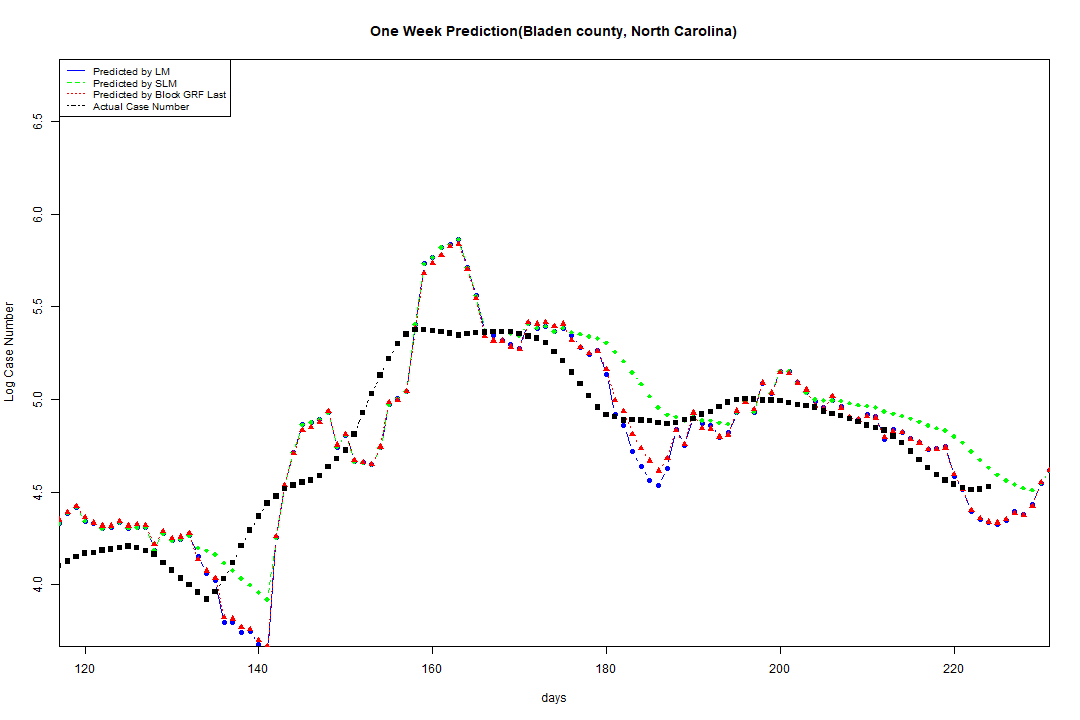 One Week Prediction(Bladen county, North Carolina)
Predicted by LM
Predicted by SLM
Predicted by Block GRF Last
Actual Case Number
Log Case Number
6.5
6.0
5.5
5.0
4.5
4.0
120 140 160 180 200 220
days